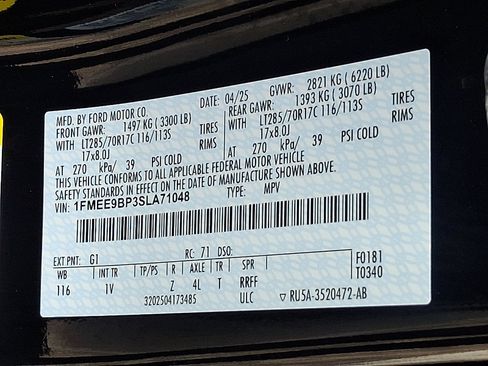 MFD. BY FORD MOTOR CO. DATE: 04/25 GVWR: 2821 KG ( 6220 LB)
FRONT GAWR: 1497 KG ( 3300 LB) REAR GAWR: 1393 KG ( 3070 LB)
WITH LT285/70R17C 116/113S TIRES WITH LT285/70R17C 116/113S TIRES
17x8.0J RIMS 17x8.0J RIMS
AT 270 kPa/ 39 PSI COLD AT 270 kPa/ 39 PSI COLD
THIS VEHICLE CONFORMS TO ALL APPLICABLE FEDERAL MOTOR VEHICLE
SAFETY STANDARDS IN EFFECT ON THE DATE OF MANUFACTURE SHOWN ABOVE.
VIN: 1FMEE9BP3SLA71048 TYPE: MPV
EXT PNT: G1 RC: 71 DSO: F0181
WB INT TR TP/PS R AXLE TR SPR T0340
116 1V Z 4L T RRFF
3202504173485 ULC ▽ RU5A-3520472-AB